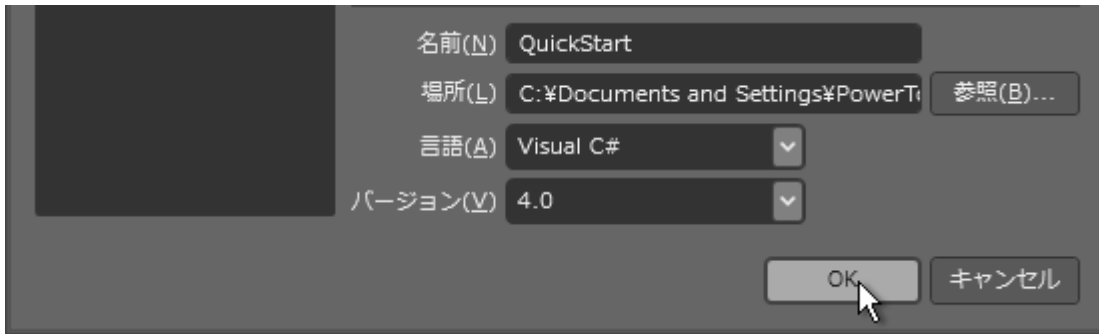 名前(N) QuickStart
場所(L) C:¥Documents and Settings¥PowerT 参照(B)...
言語(A) Visual C#
バージョン(V) 4.0
OK キャンセル